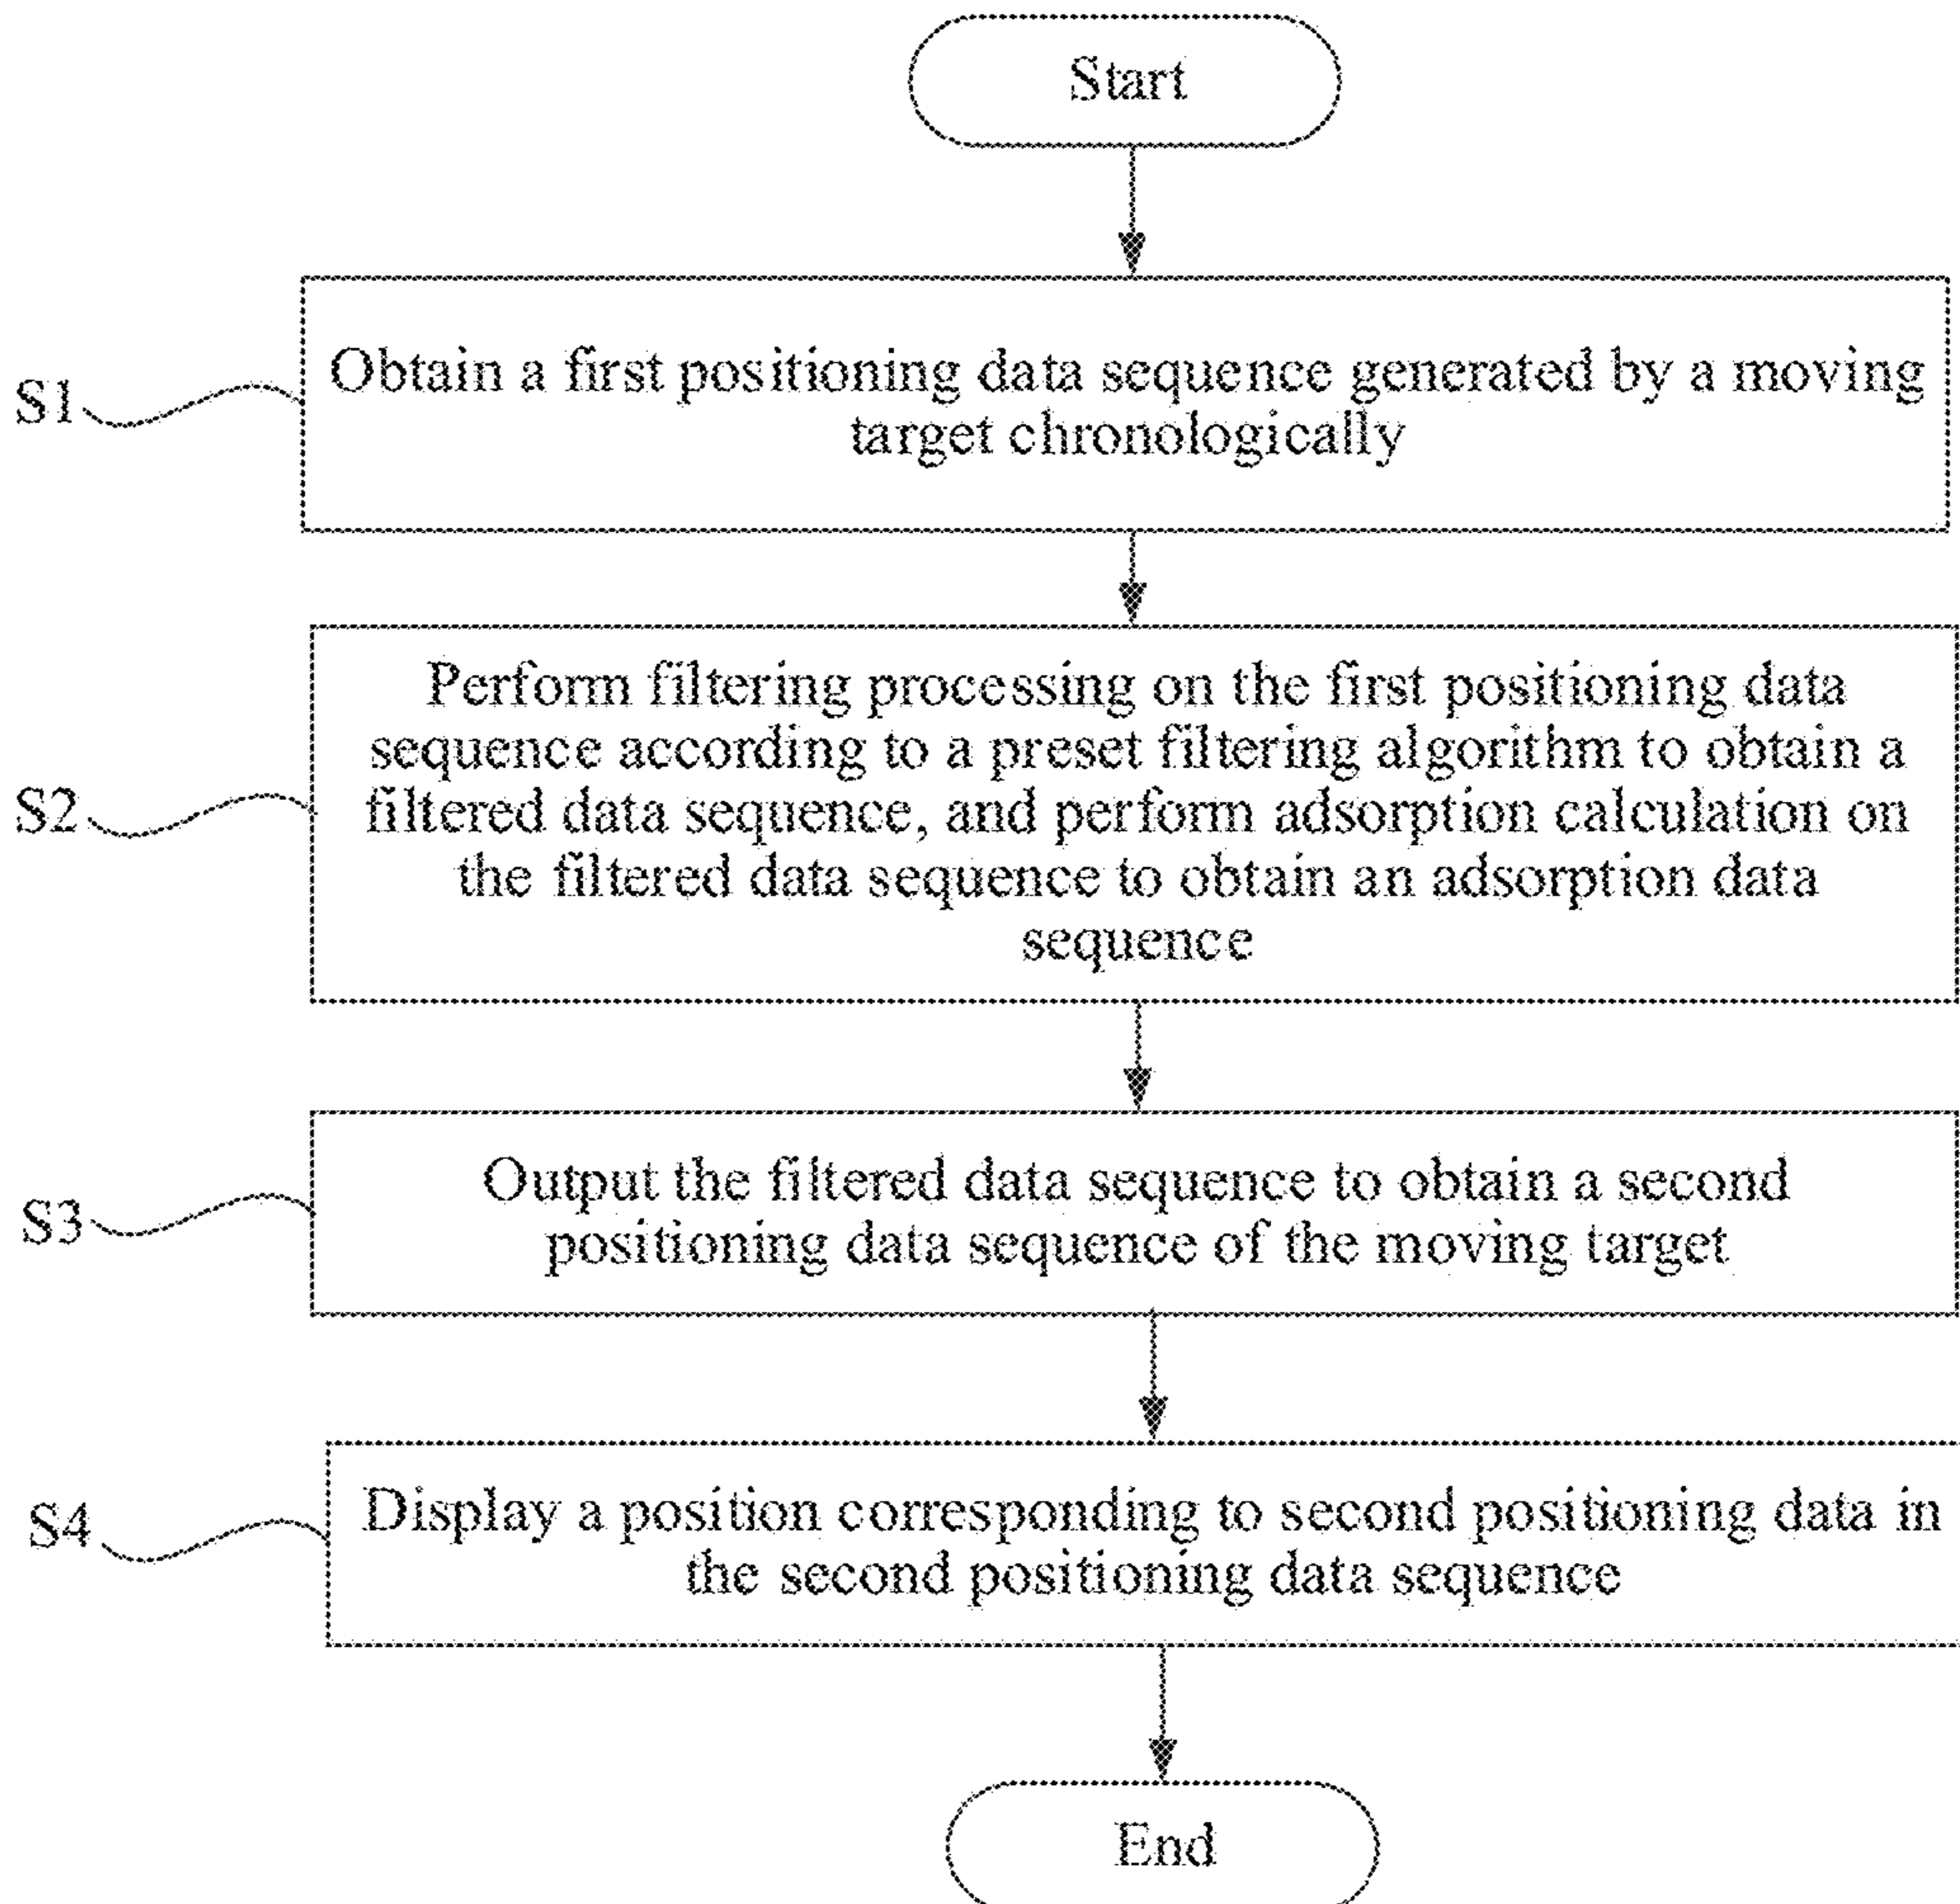 Start
S1
Obtain a first positioning data sequence generated by a moving
target chronologically
S2
Perform filtering processing on the first positioning data
sequence according to a preset filtering algorithm to obtain a
filtered data sequence, and perform adsorption calculation on
the filtered data sequence to obtain an adsorption data
sequence
S3
Output the filtered data sequence to obtain a second
positioning data sequence of the moving target
S4
Display a position corresponding to second positioning data in
the second positioning data sequence
End